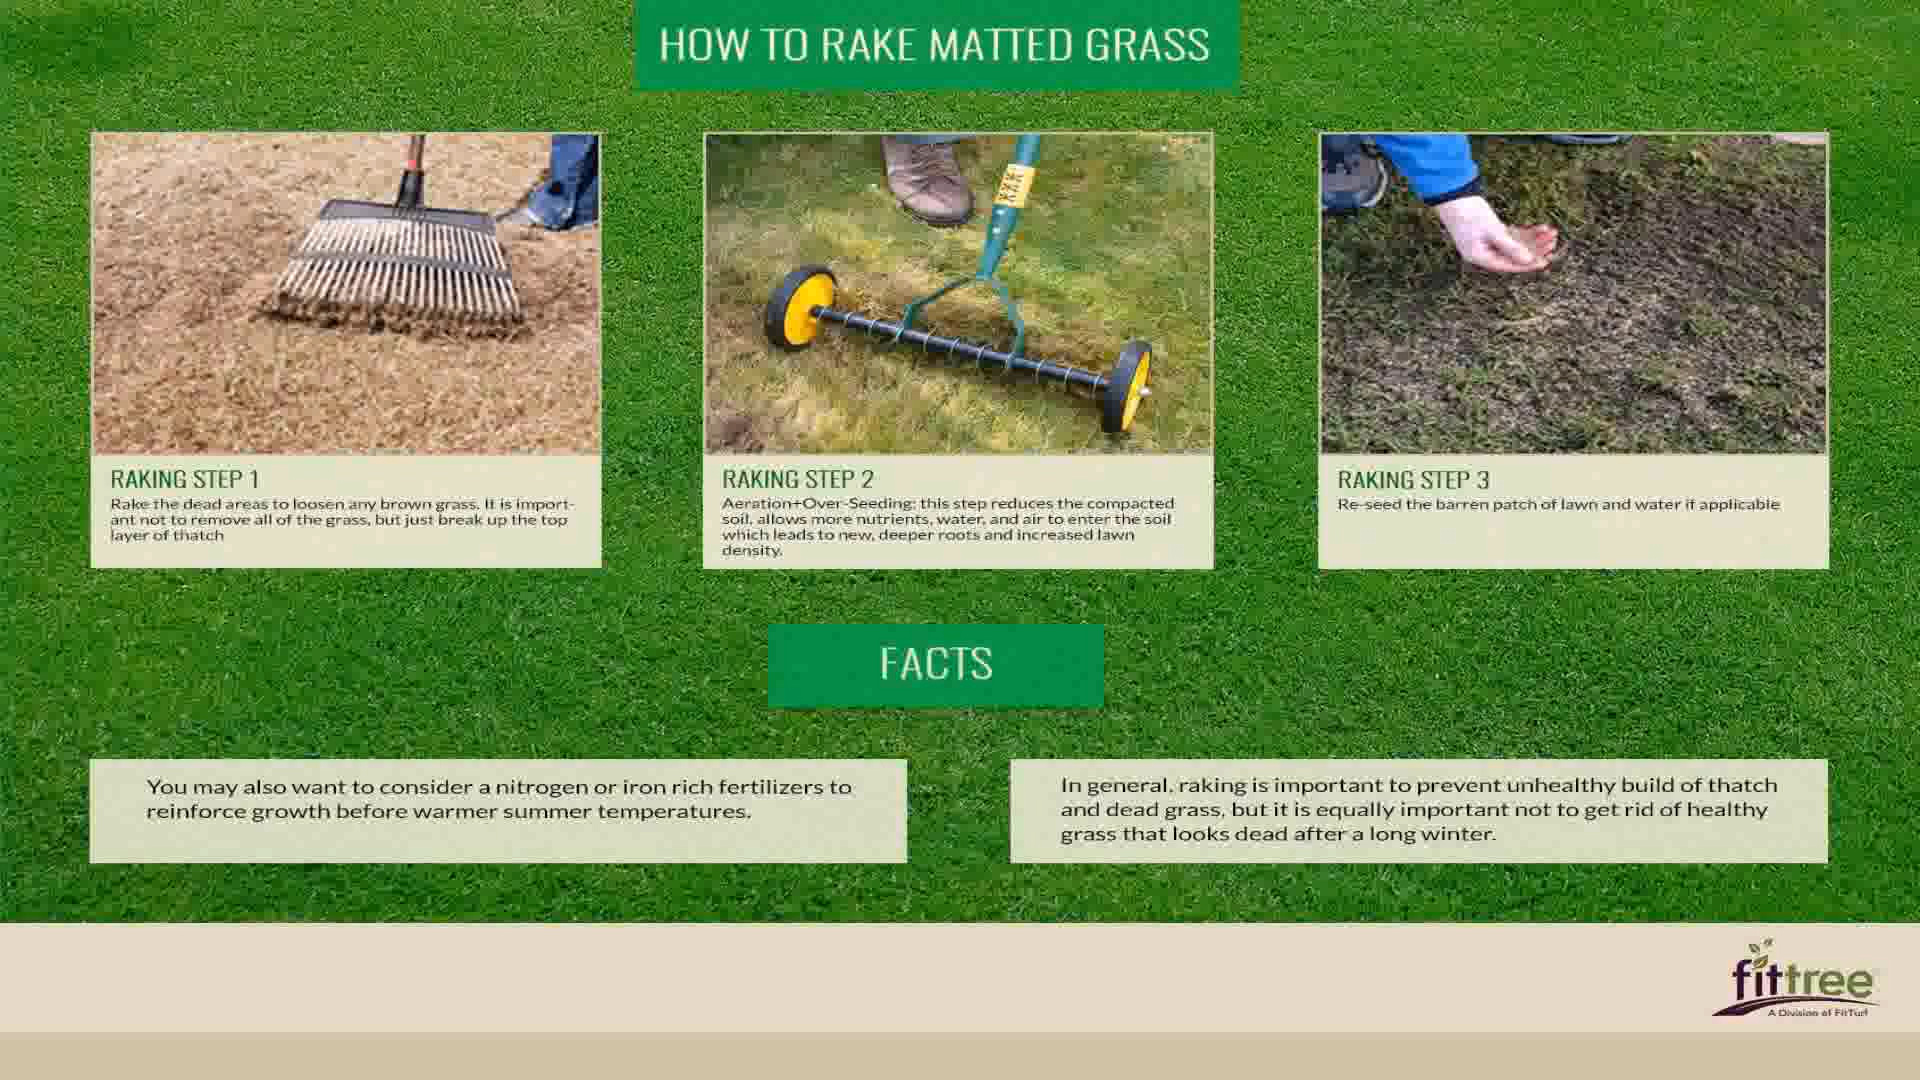 HOW TO RAKE MATTED GRASS
RAKING STEP 1
Rake the dead areas to loosen any brown grass. It is import-
ant not to remove all of the grass, but just break up the top
layer of thatch
RAKING STEP 2
Aeration+Over-Seeding: this step reduces the compacted
soil, allows more nutrients, water, and air to enter the soil
which leads to new, deeper roots and increased lawn
density.
RAKING STEP 3
Re-seed the barren patch of lawn and water if applicable
FACTS
You may also want to consider a nitrogen or iron rich fertilizers to
reinforce growth before warmer summer temperatures.
In general, raking is important to prevent unhealthy build of thatch
and dead grass, but it is equally important not to get rid of healthy
grass that looks dead after a long winter.
fittree
A Division of FitTurf